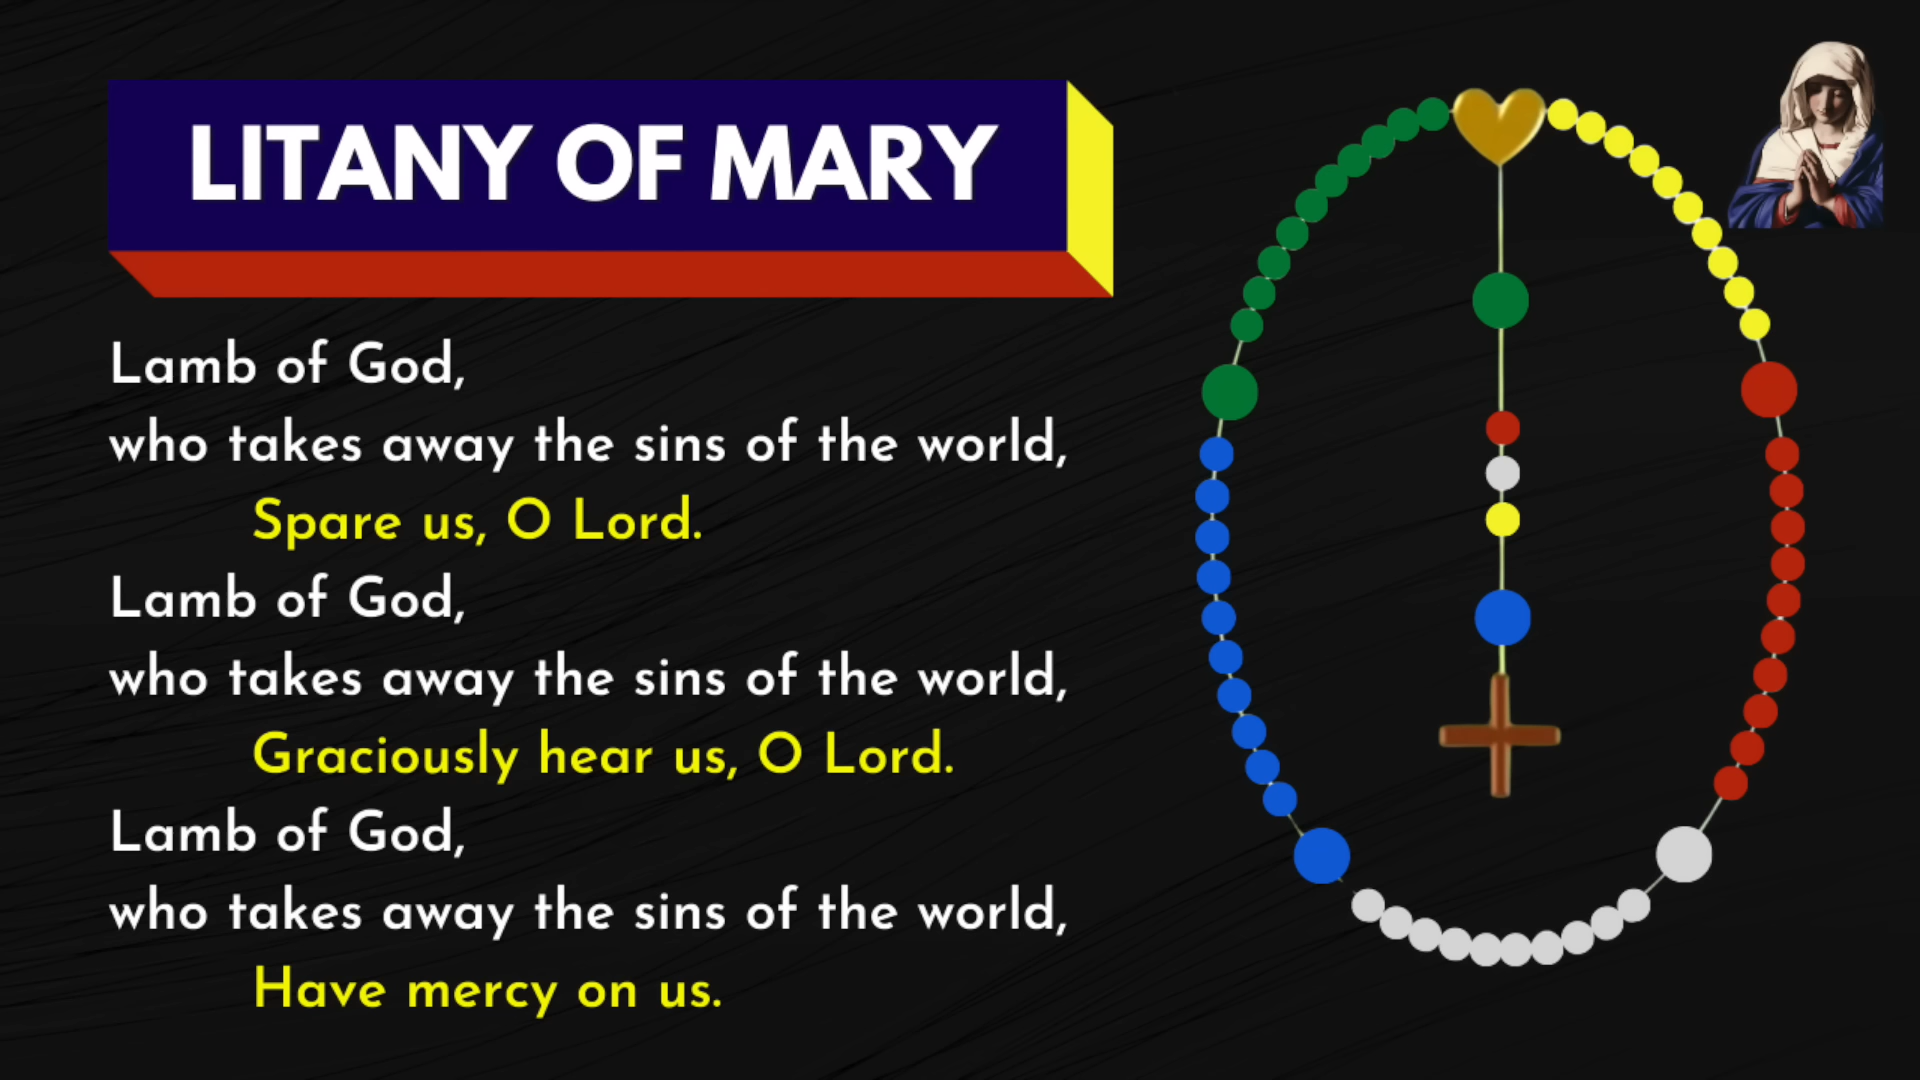 LITANY OF MARY
Lamb of God,
who takes away the sins of the world,
Spare us, O Lord.
Lamb of God,
who takes away the sins of the world,
Graciously hear us, O Lord.
Lamb of God,
who takes away the sins of the world,
Have mercy on us.